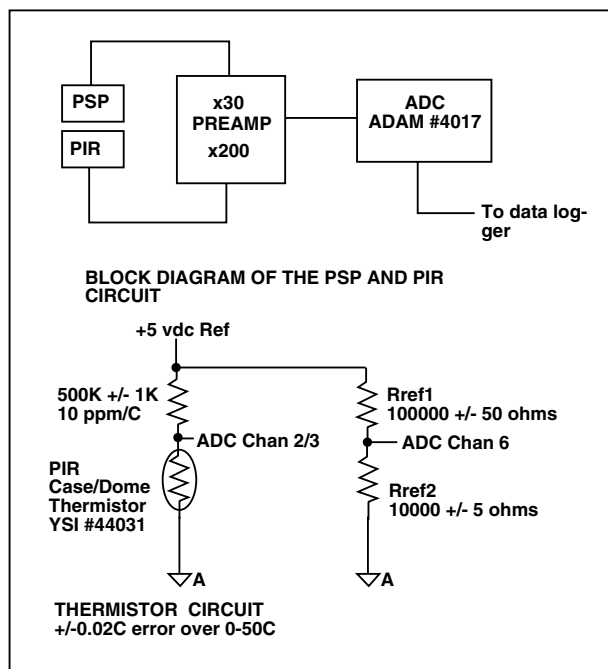 PSP
PIR
x30
PREAMP
x200
ADC
ADAM #4017
To data log-
ger
BLOCK DIAGRAM OF THE PSP AND PIR
CIRCUIT
+5 vdc Ref
500K +/- 1K
10 ppm/C
ADC Chan 2/3
PIR
Case/Dome
Thermistor
YSI #44031
A
Rref1
100000 +/- 50 ohms
ADC Chan 6
Rref2
10000 +/- 5 ohms
A
THERMISTOR CIRCUIT
+/-0.02C error over 0-50C